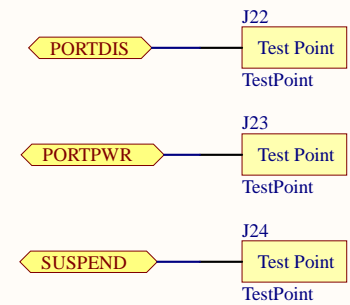 J22
PORTDIS
Test Point
TestPoint
J23
PORTPWR
Test Point
TestPoint
J24
SUSPEND
Test Point
TestPoint